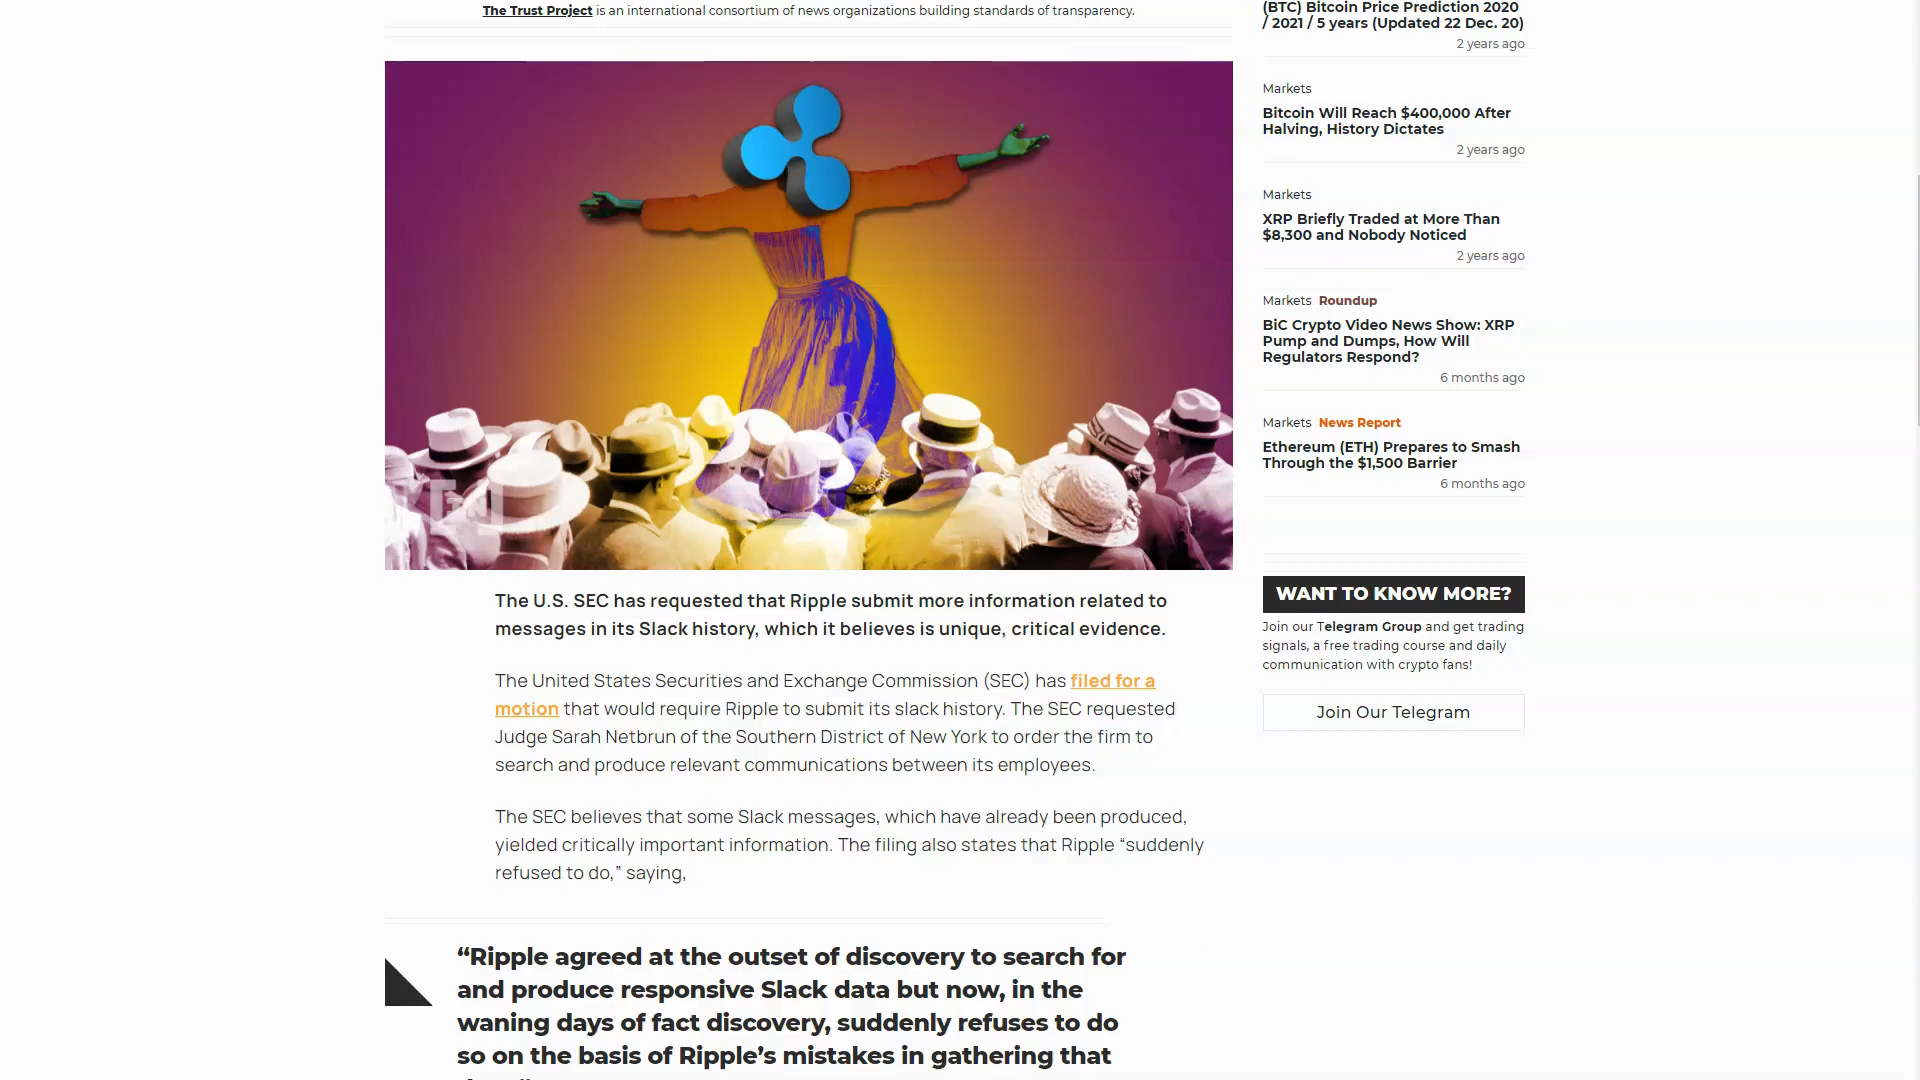 The Trust Project is an international consortium of news organizations building standards of transparency.
The U.S. SEC has requested that Ripple submit more information related to
messages in its Slack history, which it believes is unique, critical evidence.
The United States Securities and Exchange Commission (SEC) has filed for a
motion that would require Ripple to submit its slack history. The SEC requested
Judge Sarah Netbrun of the Southern District of New York to order the firm to
search and produce relevant communications between its employees.
The SEC believes that some Slack messages, which have already been produced,
yielded critically important information. The filing also states that Ripple “suddenly
refused to do,” saying,
“Ripple agreed at the outset of discovery to search for
and produce responsive Slack data but now, in the
waning days of fact discovery, suddenly refuses to do
so on the basis of Ripple’s mistakes in gathering that
(BTC) Bitcoin Price Prediction 2020
/ 2021 / 5 years (Updated 22 Dec. 20)
2 years ago
Markets
Bitcoin Will Reach $400,000 After
Halving, History Dictates
2 years ago
Markets
XRP Briefly Traded at More Than
$8,300 and Nobody Noticed
2 years ago
Markets Roundup
BiC Crypto Video News Show: XRP
Pump and Dumps, How Will
Regulators Respond?
6 months ago
Markets News Report
Ethereum (ETH) Prepares to Smash
Through the $1,500 Barrier
6 months ago
WANT TO KNOW MORE?
Join our Telegram Group and get trading
signals, a free trading course and daily
communication with crypto fans!
Join Our Telegram